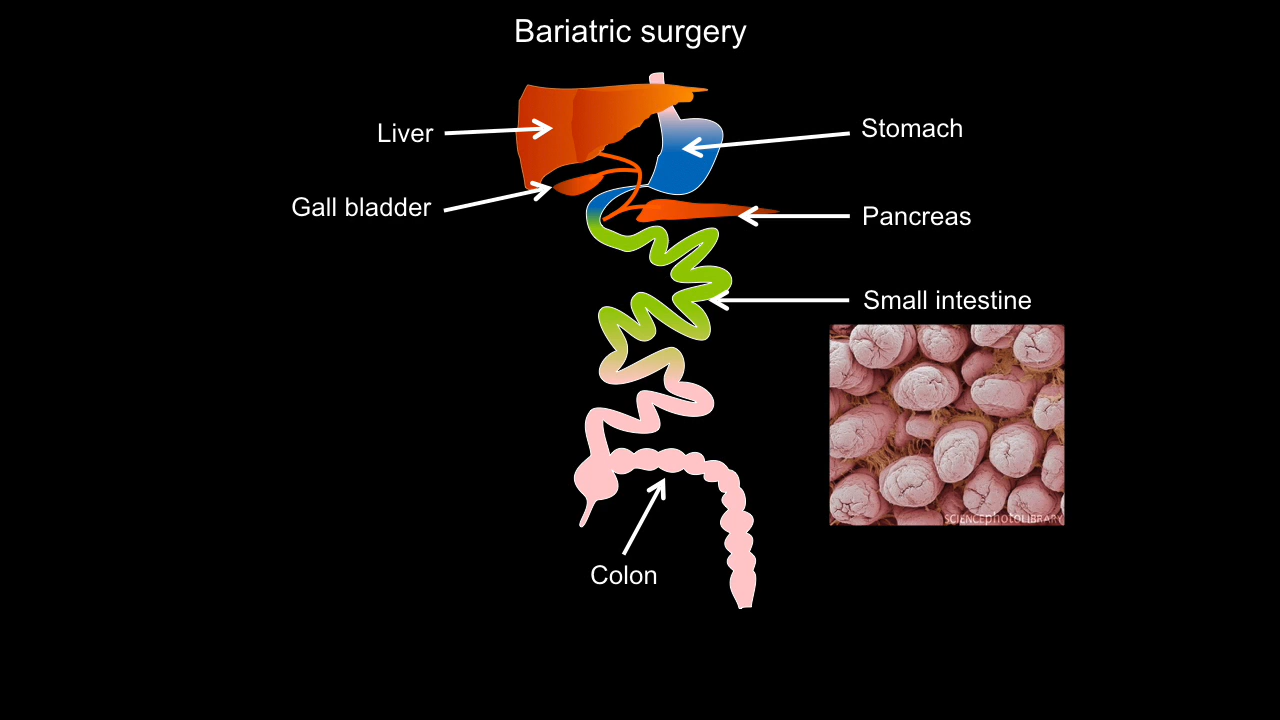 Bariatric surgery
Liver
Stomach
Gall bladder
Pancreas
Small intestine
SCIENCEphotoLIBRARY
Colon